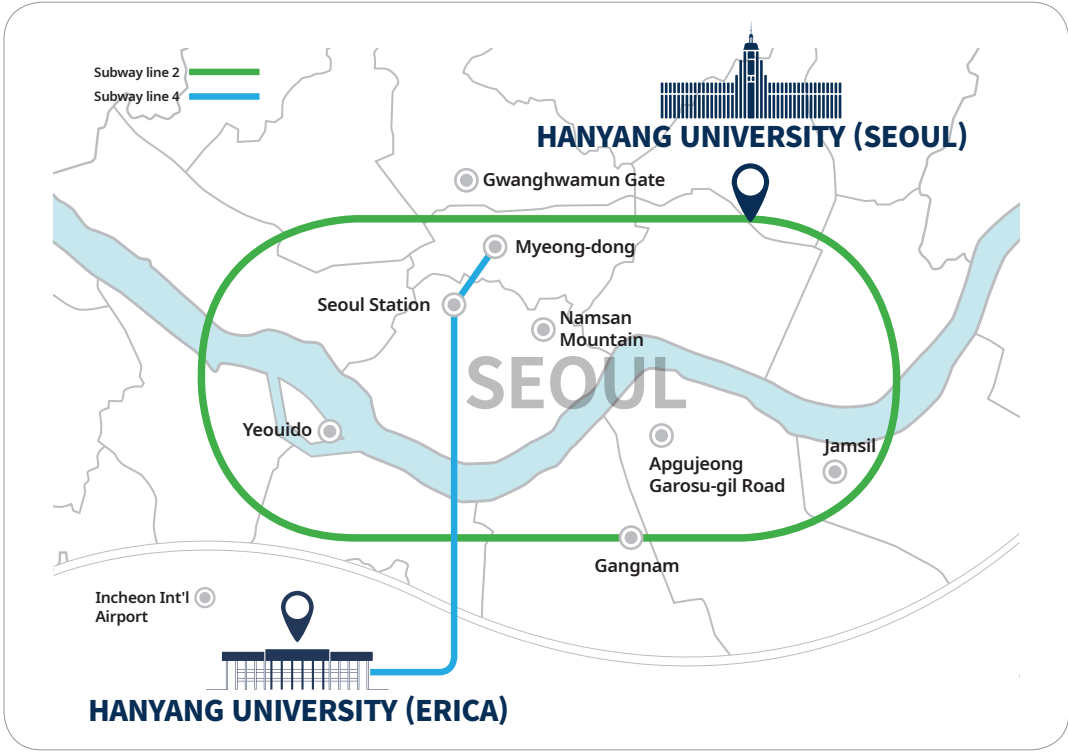 Subway line 2
Subway line 4
HANYANG UNIVERSITY (SEOUL)
Gwanghwamun Gate
Myeong-dong
Seoul Station
Namsan
Mountain
SEOUL
Yeouido
Jamsil
Apgujeong
Garosu-gil Road
Gangnam
Incheon Int'l
Airport
HANYANG UNIVERSITY (ERICA)